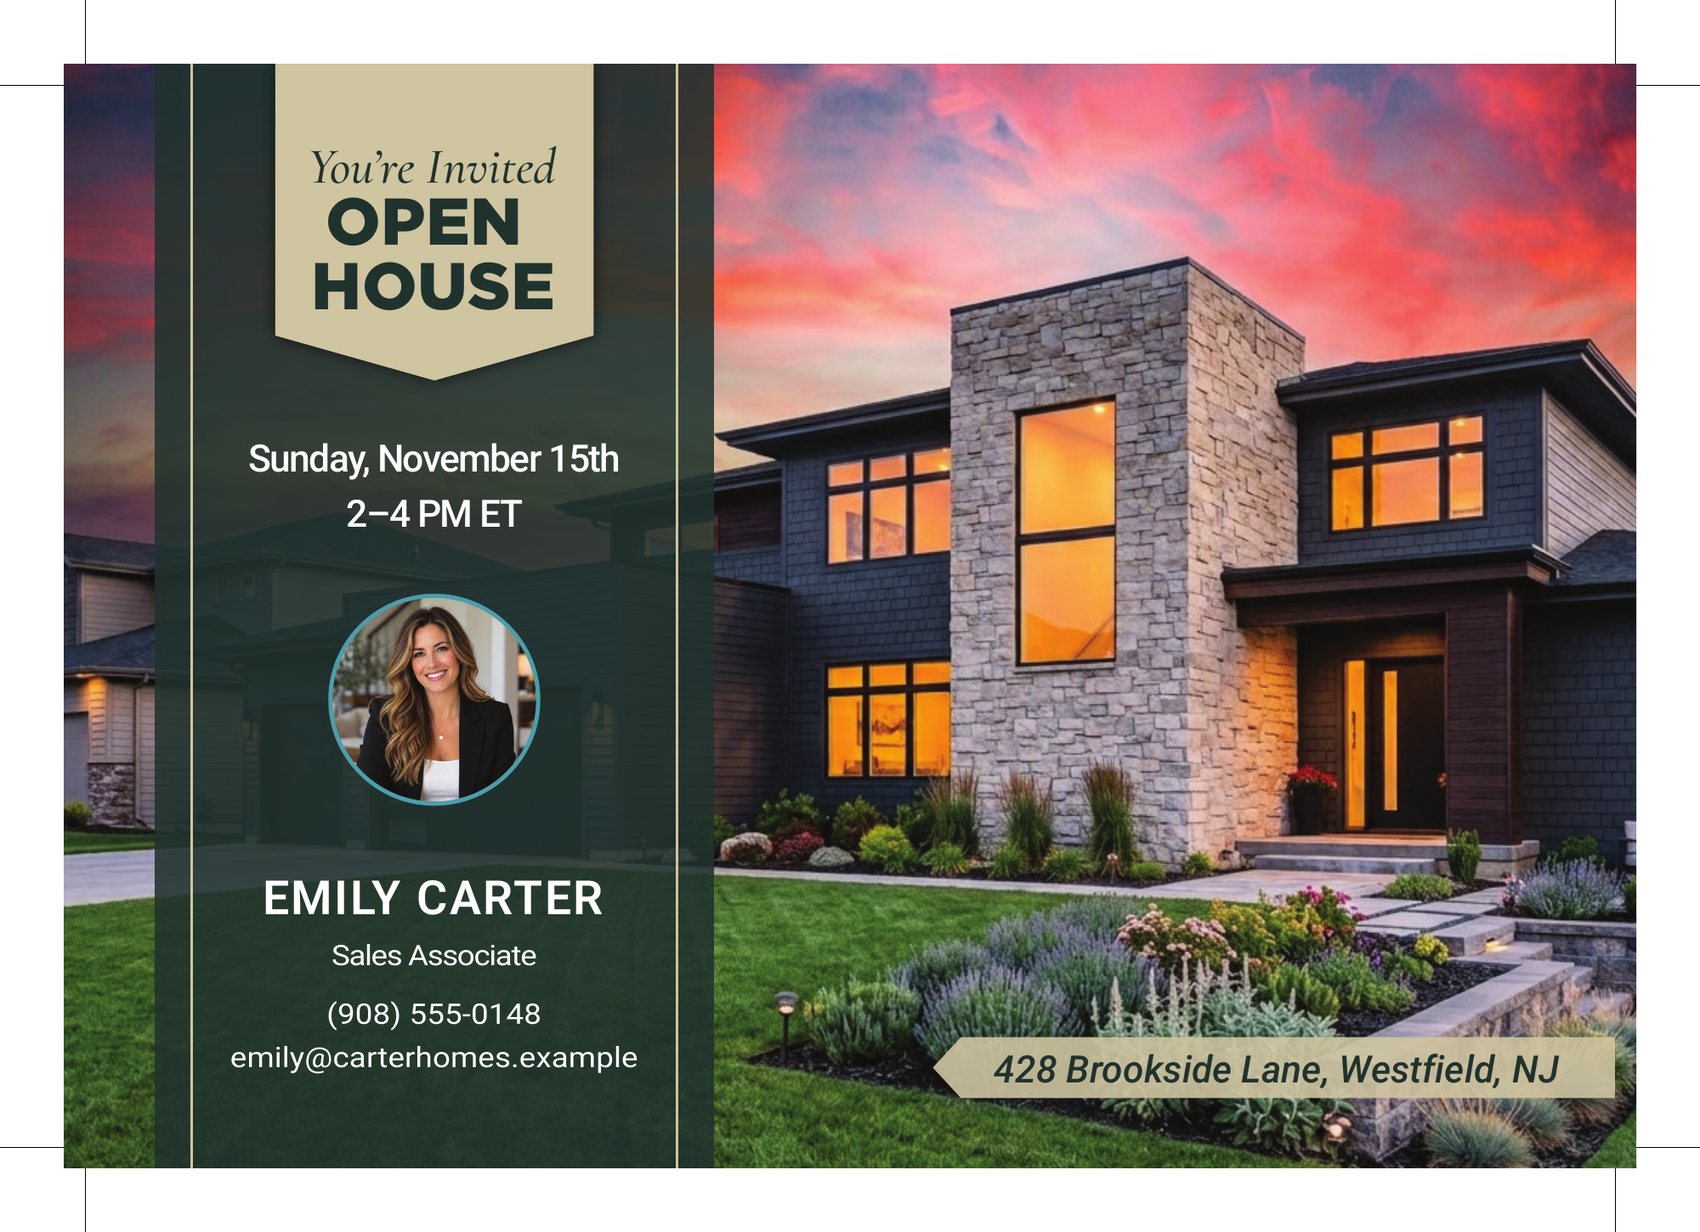 You're Invited
OPEN
HOUSE
Sunday, November 15th
2–4 PM ET
EMILY CARTER
Sales Associate
(908) 555-0148
emily@carterhomes.example
428 Brookside Lane, Westfield, NJ